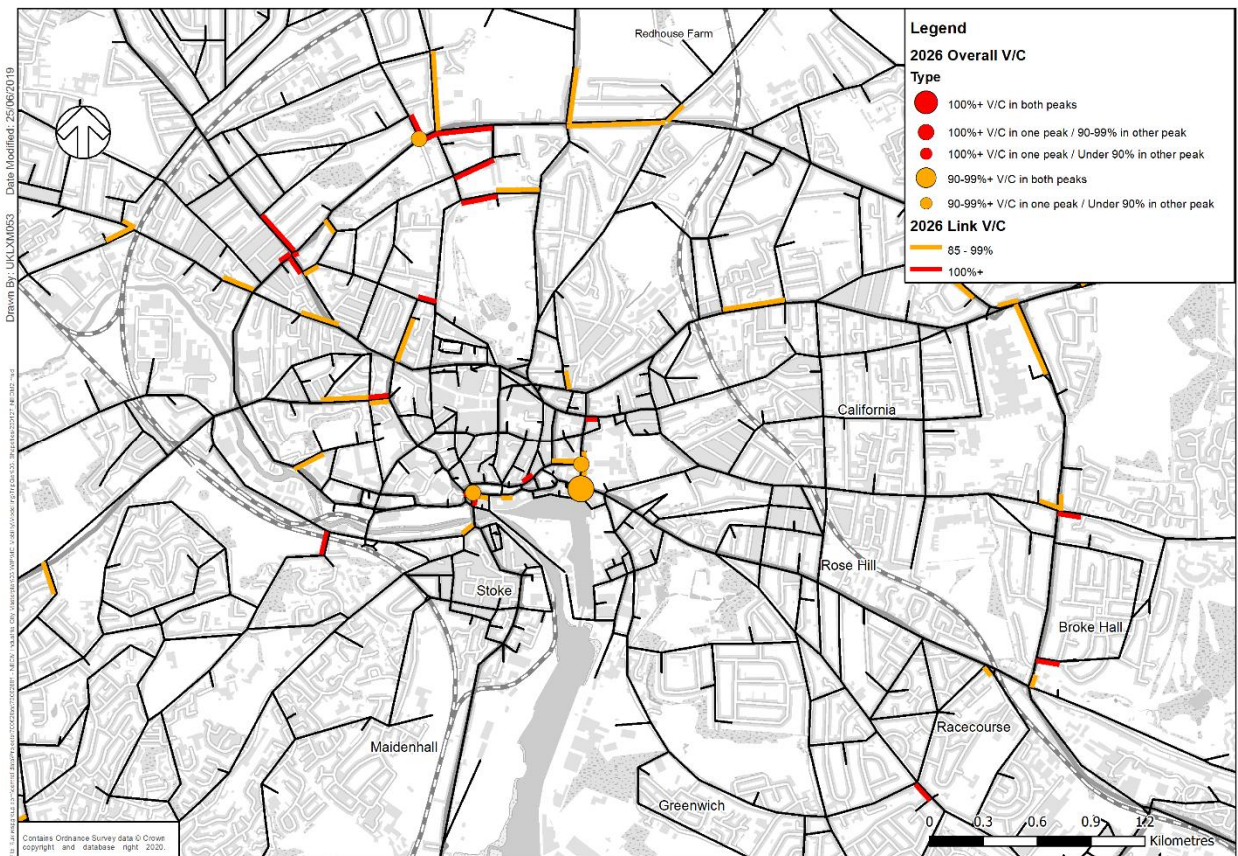 Redhouse Farm
Legend
2026 Overall V/C
Type
100%+ V/C in both peaks
100%+ V/C in one peak / 90-99% in other peak
100%+ V/C in one peak / Under 90% in other peak
90-99%+ V/C in both peaks
90-99%+ V/C in one peak / Under 90% in other peak
2026 Link V/C
85 - 99%
100%+
Date Modified: 25/06/2019
Drawn By: UKLXM053
California
Rose Hill
Stoke
Broke Hall
Racecourse
Maidenhall
Greenwich
0 0.3 0.6 0.9 1.2
Kilometres
Contains Ordnance Survey data © Crown
copyright and database right 2020.